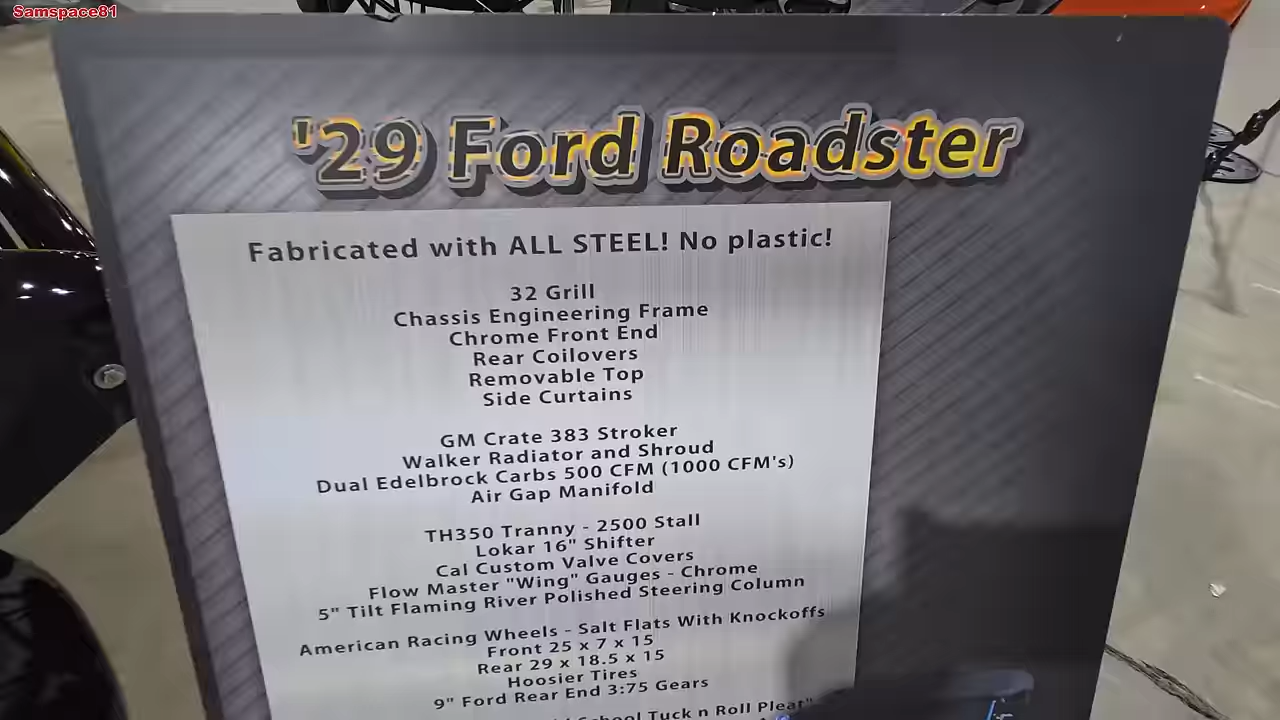 Samspace81
'29 Ford Roadster
Fabricated with ALL STEEL! No plastic!
32 Grill
Chassis Engineering Frame
Chrome Front End
Rear Coilovers
Removable Top
Side Curtains
GM Crate 383 Stroker
Walker Radiator and Shroud
Dual Edelbrock Carbs 500 CFM (1000 CFM's)
Air Gap Manifold
TH350 Tranny - 2500 Stall
Lokar 16" Shifter
Cal Custom Valve Covers
Flow Master "Wing" Gauges - Chrome
5" Tilt Flaming River Polished Steering Column
American Racing Wheels - Salt Flats With Knockoffs
Front 25 x 7 x 15
Rear 29 x 18.5 x 15
Hoosier Tires
9" Ford Rear End 3:75 Gears
School Tuck n Roll Pleat"